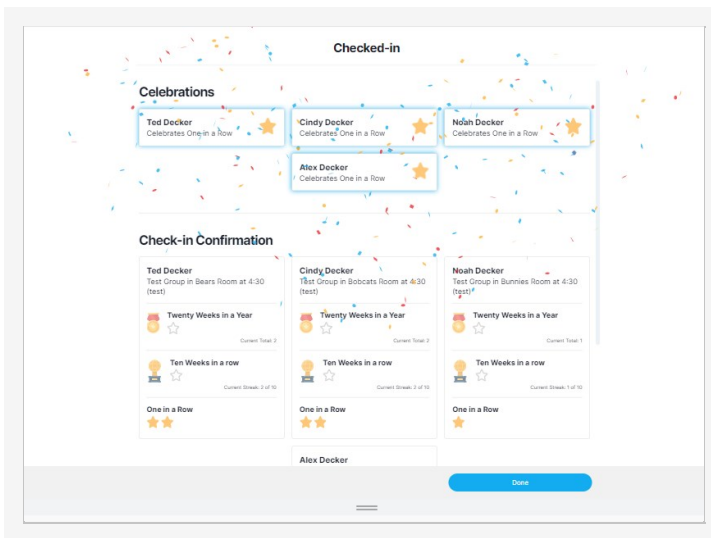 Checked-in
Celebrations
Ted Decker
Celebrates One in a Row
Cindy Decker
Celebrates One in a Row
Noah Decker
Celebrates One in a Row
Alex Decker
Celebrates One in a Row
Check-in Confirmation
Ted Decker
Test Group in Bears Room at 4:30
(test)
Twenty Weeks in a Year
Current Total: 2
Ten Weeks in a row
Current Streak: 2 of 10
One in a Row
Cindy Decker
Test Group in Bobcats Room at 4:30
(test)
Twenty Weeks in a Year
Current Total: 2
Ten Weeks in a row
Current Streak: 2 of 10
One in a Row
Noah Decker
Test Group in Bunnies Room at 4:30
(test)
Twenty Weeks in a Year
Current Total: 1
Ten Weeks in a row
Current Streak: 1 of 10
One in a Row
Alex Decker
Done